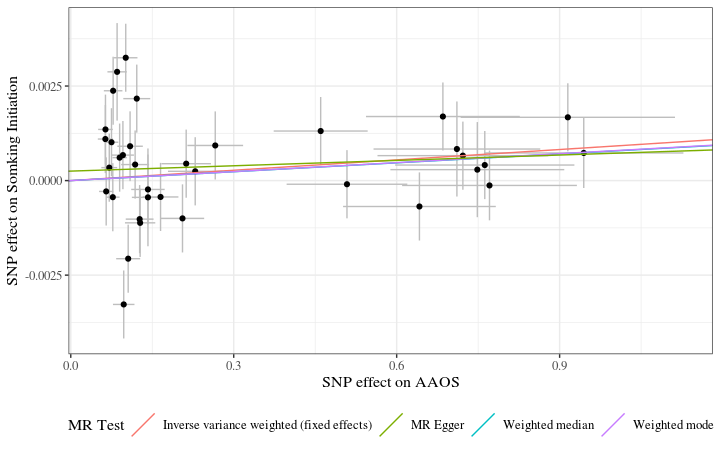 SNP effect on Somking Initiation
0.0025
0.0000
-0.0025
0.0
0.3
0.6
0.9
SNP effect on AAOS
MR Test
Inverse variance weighted (fixed effects)
MR Egger
Weighted median
Weighted mode